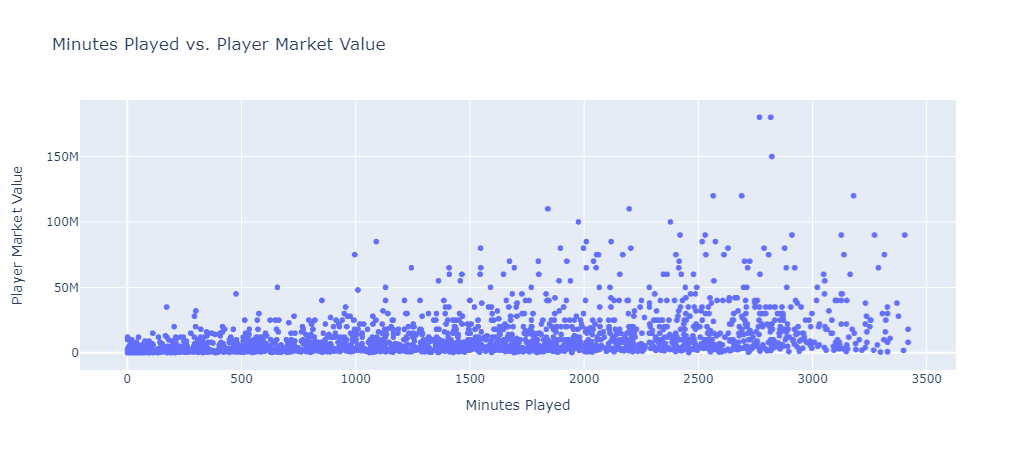 Minutes Played vs. Player Market Value
Player Market Value
150M
100M
50M
0
0 500 1000 1500 2000 2500 3000 3500
Minutes Played